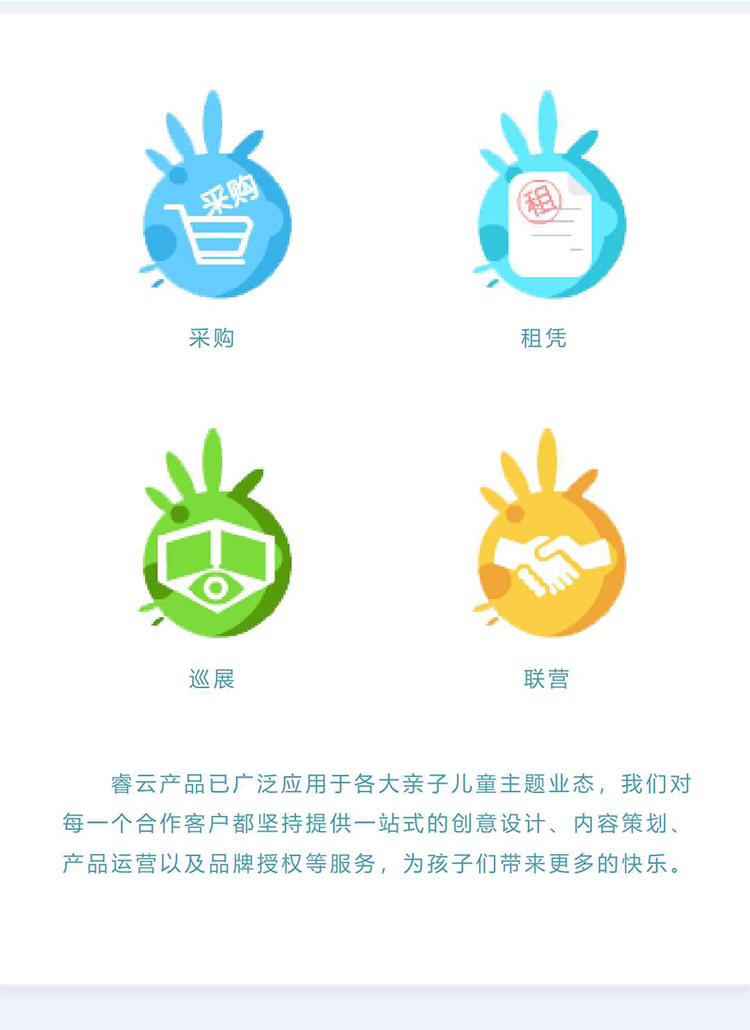 采购
租
采购
租凭
巡展
联营
睿云产品已广泛应用于各大亲子儿童主题业态，我们对
每一个合作客户都坚持提供一站式的创意设计、内容策划、
产品运营以及品牌授权等服务，为孩子们带来更多的快乐。